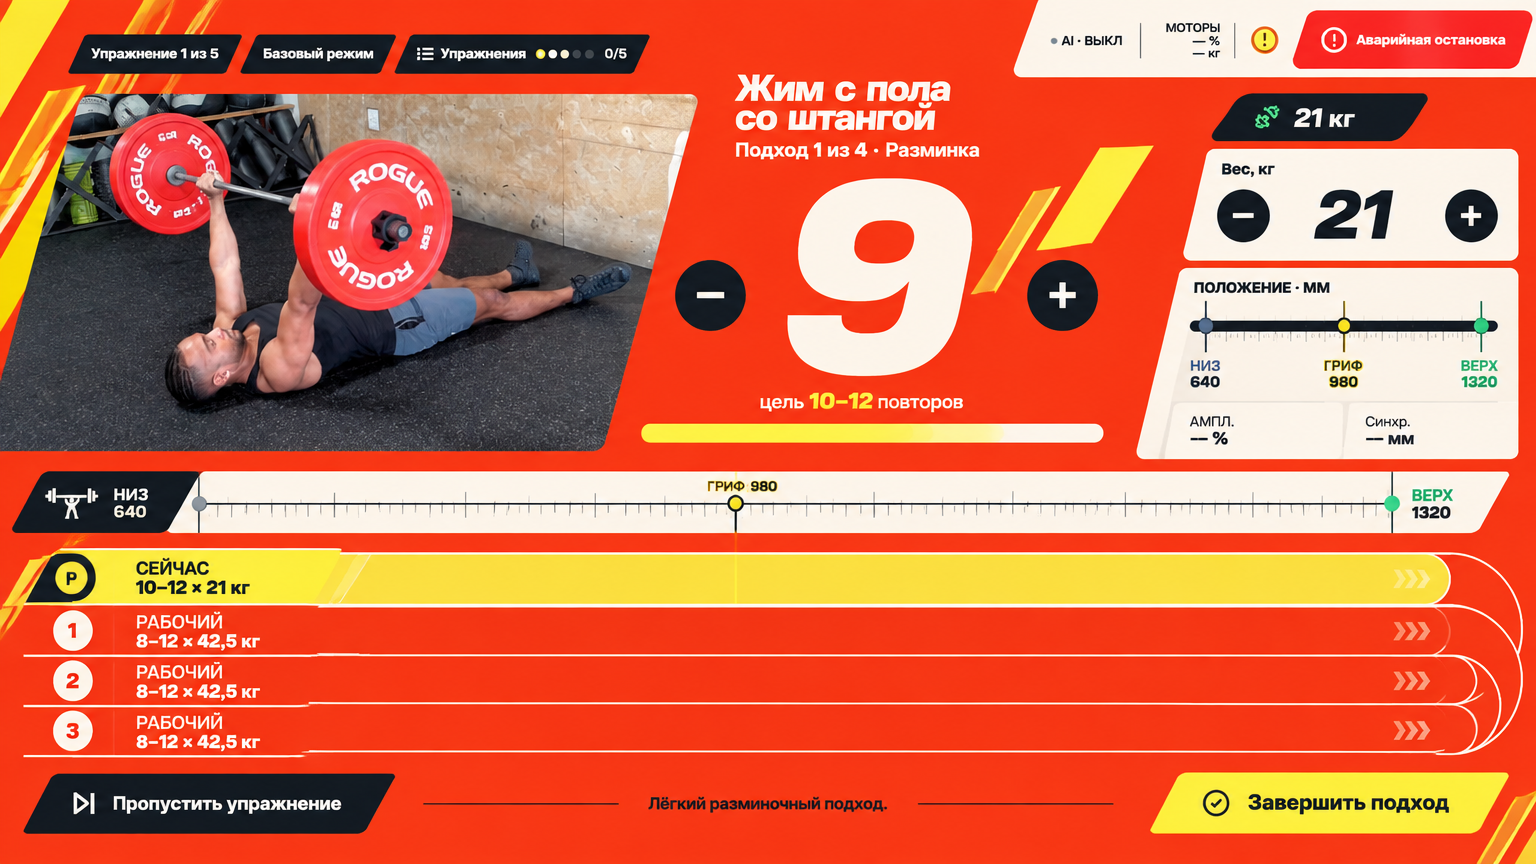 Упражнение 1 из 5
Базовый режим
Упражнения 0/5
AI · ВЫКЛ
МОТОРЫ
— %
— кг
Аварийная остановка
ROGUE
ROGUE
Жим с пола
со штангой
Подход 1 из 4 · Разминка
9
цель 10–12 повторов
21 кг
Вес, кг
21
ПОЛОЖЕНИЕ · ММ
НИЗ
640
ГРИФ
980
ВЕРХ
1320
АМПЛ.
— %
Синхр.
— мм
НИЗ
640
ГРИФ 980
ВЕРХ
1320
P
СЕЙЧАС
10–12 × 21 кг
1
РАБОЧИЙ
8–12 × 42,5 кг
2
РАБОЧИЙ
8–12 × 42,5 кг
3
РАБОЧИЙ
8–12 × 42,5 кг
Пропустить упражнение
Лёгкий разминочный подход.
Завершить подход